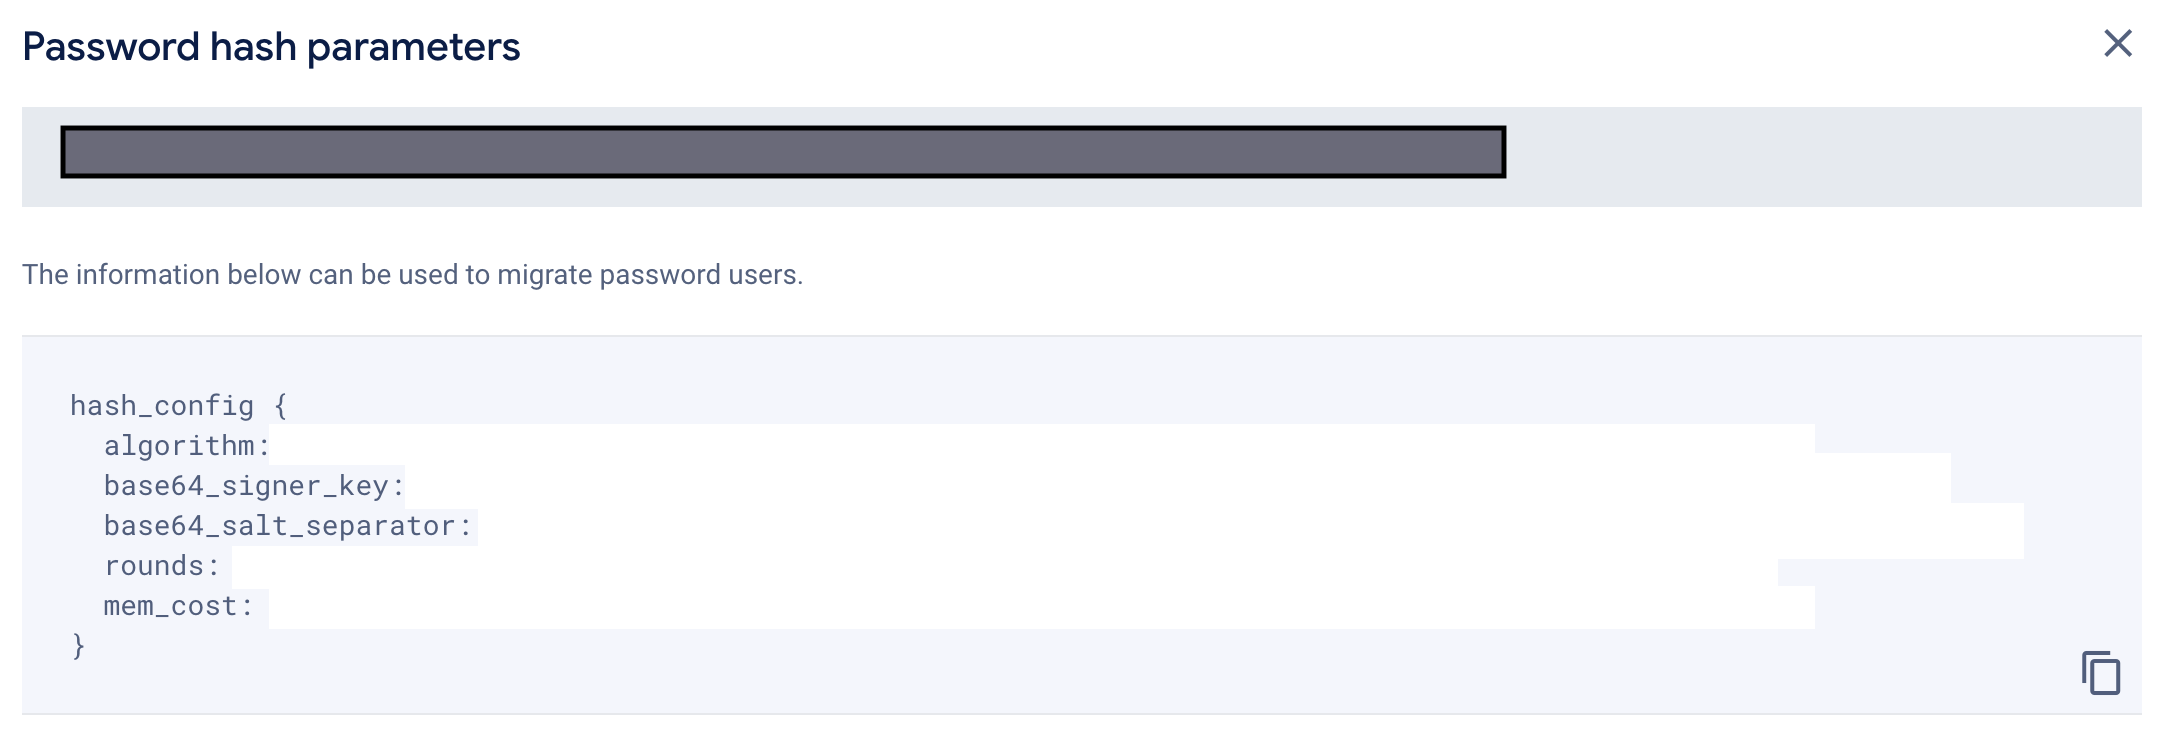 Password hash parameters
The information below can be used to migrate password users.
hash_config {
algorithm:
base64_signer_key:
base64_salt_separator:
rounds:
mem_cost:
}